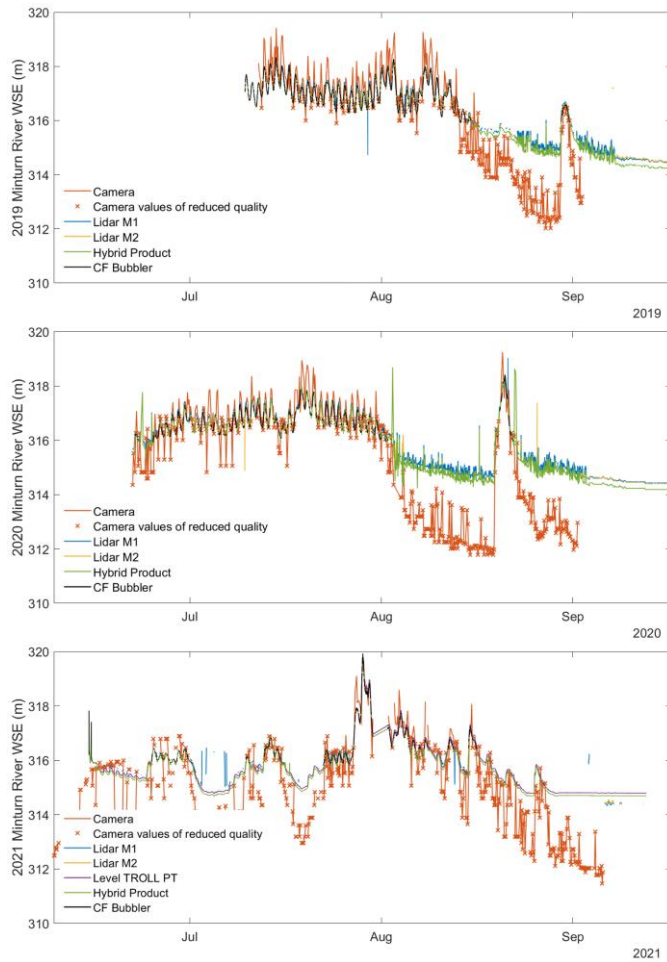 2019 Minturn River WSE (m)
320
318
316
314
312
310
Camera
Camera values of reduced quality
Lidar M1
Lidar M2
Hybrid Product
CF Bubbler
Jul
Aug
Sep
2019
2020 Minturn River WSE (m)
320
318
316
314
312
310
Camera
Camera values of reduced quality
Lidar M1
Lidar M2
Hybrid Product
CF Bubbler
Jul
Aug
Sep
2020
2021 Minturn River WSE (m)
320
318
316
314
312
310
Camera
Camera values of reduced quality
Lidar M1
Lidar M2
Level TROLL PT
Hybrid Product
CF Bubbler
Jul
Aug
Sep
2021